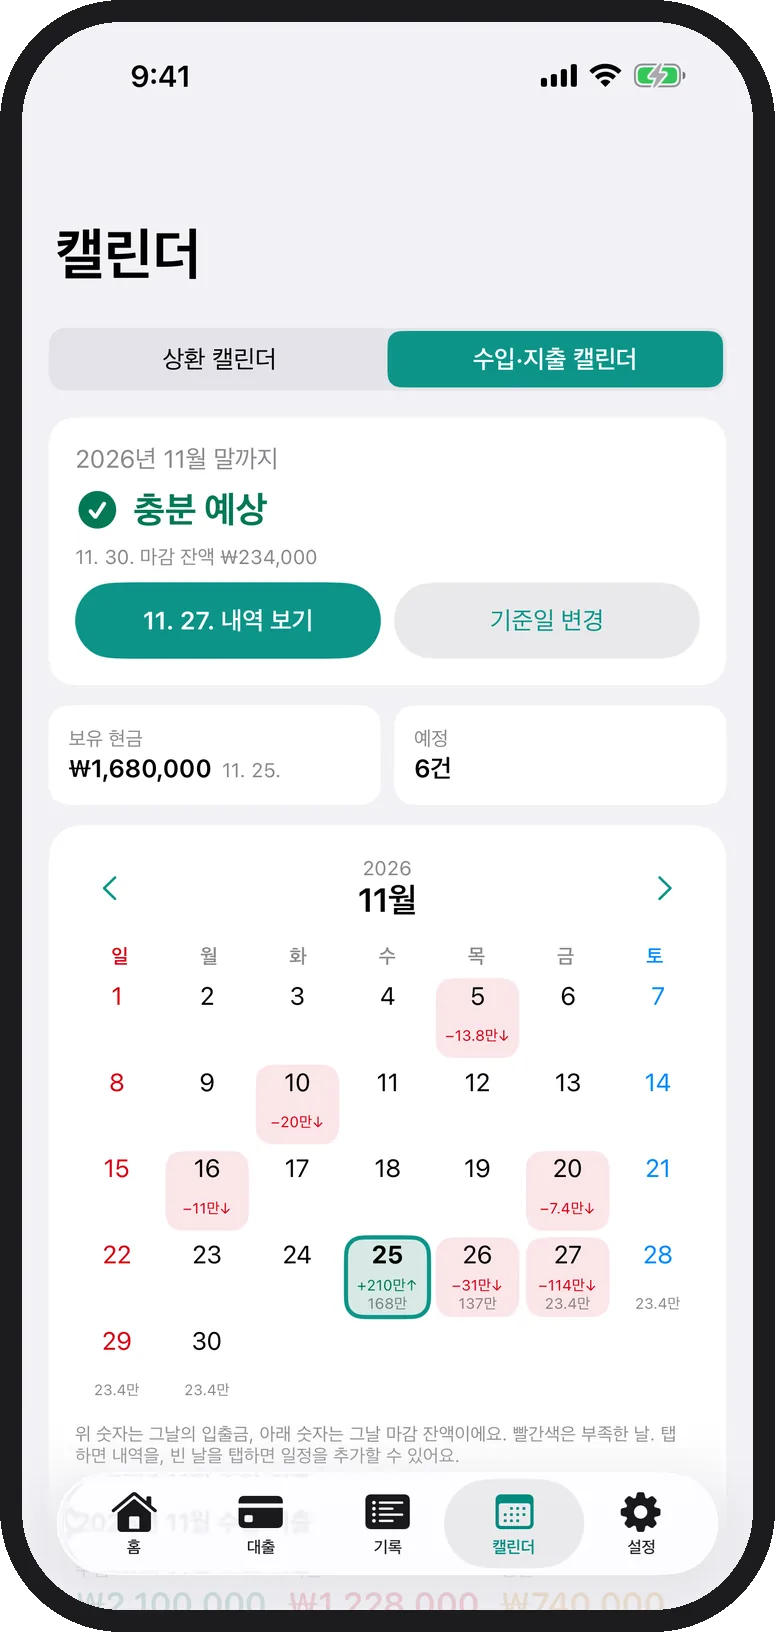 9:41
캘린더
상환 캘린더 수입·지출 캘린더
2026년 11월 말까지
충분 예상
11. 30. 마감 잔액 ₩234,000
11. 27. 내역 보기 기준일 변경
보유 현금 예정
₩1,680,000 11. 25. 6건
2026
11월
일 월 화 수 목 금 토
1 2 3 4 5 6 7
−13.8만↓
8 9 10 11 12 13 14
−20만↓
15 16 17 18 19 20 21
−11만↓ −7.4만↓
22 23 24 25 26 27 28
+210만↑ −31만↓ −114만↓
168만 137만 23.4만 23.4만
29 30
23.4만 23.4만
위 숫자는 그날의 입출금, 아래 숫자는 그날 마감 잔액이에요. 빨간색은 부족한 날. 탭
하면 내역을, 빈 날을 탭하면 일정을 추가할 수 있어요.
홈 대출 기록 캘린더 설정
₩2,100,000 ₩1,228,000 ₩740,000